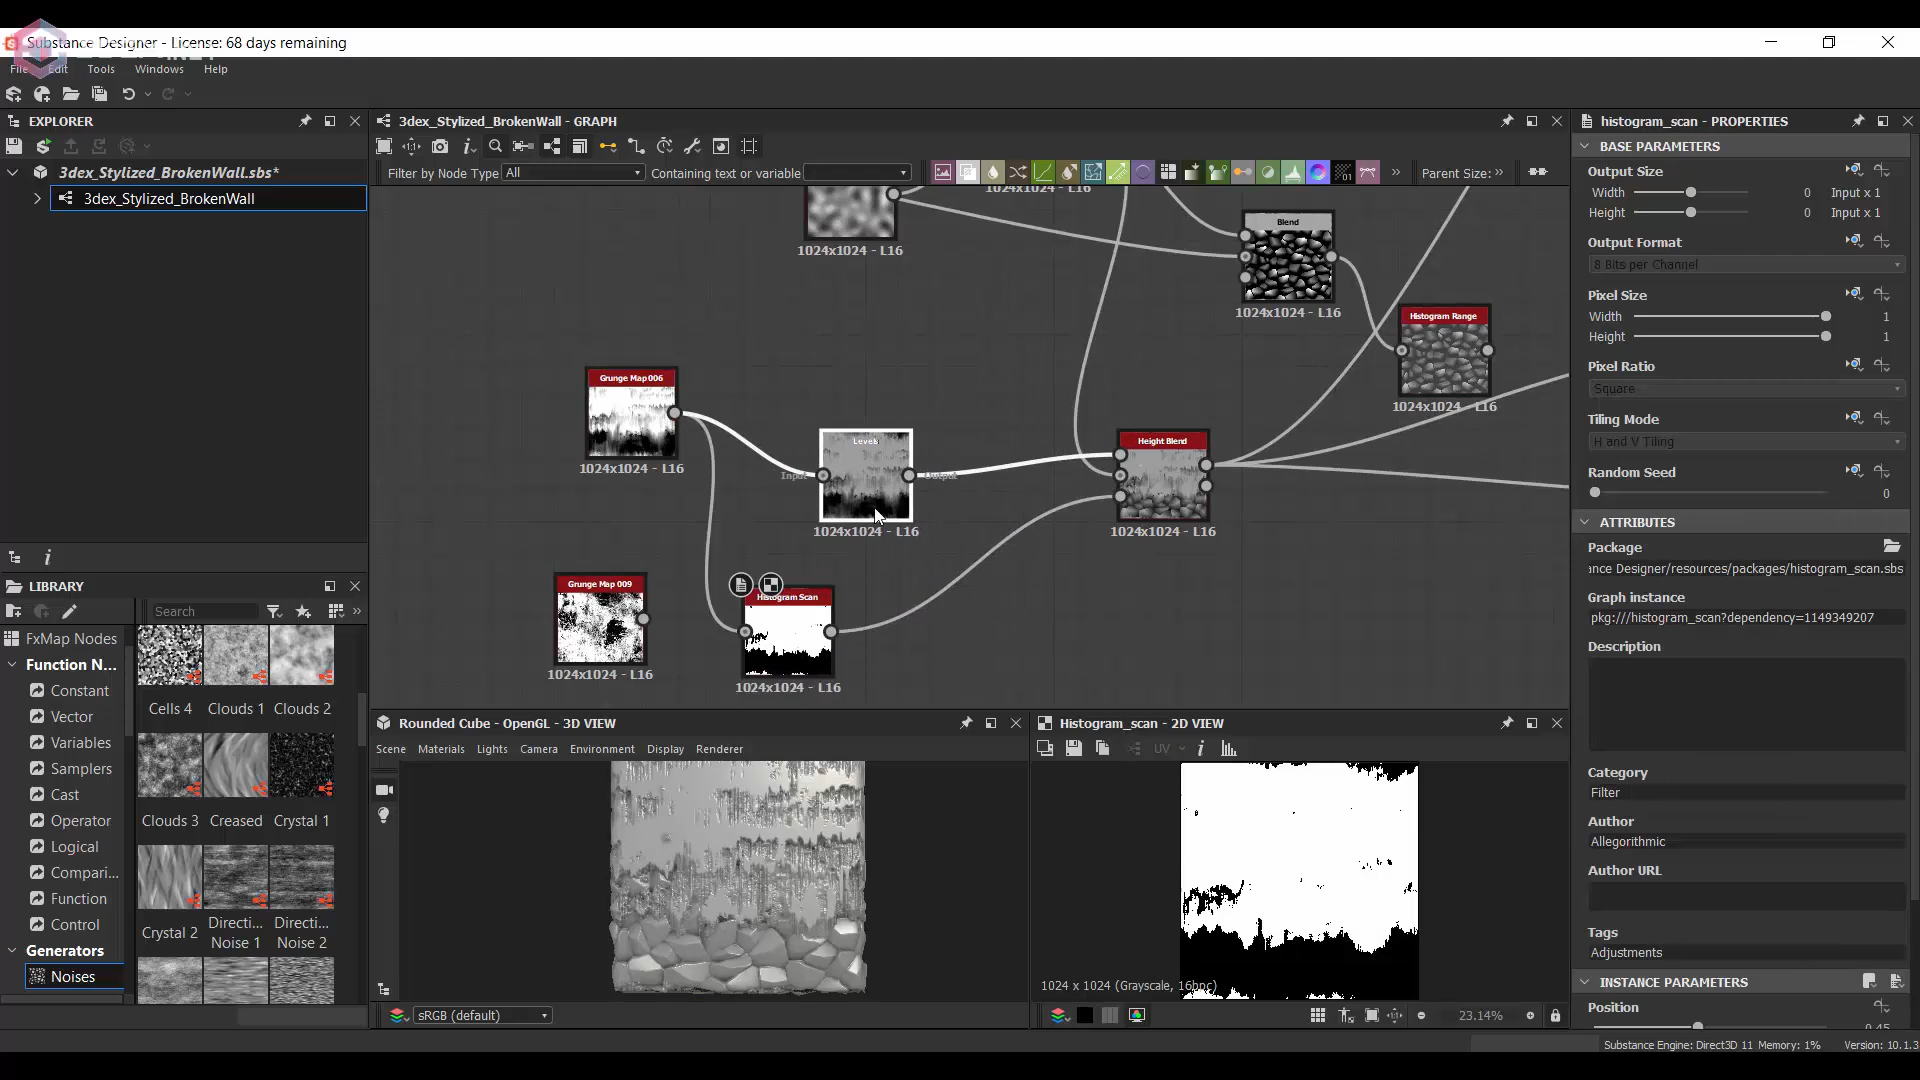 Substance Designer - License: 68 days remaining
File Edit Tools Windows Help
EXPLORER
3dex_Stylized_BrokenWall.sbs*
3dex_Stylized_BrokenWall
LIBRARY
Search
FxMap Nodes
Function N...
Constant
Vector
Variables
Samplers
Cast
Operator
Logical
Compari...
Function
Control
Generators
Noises
Cells 4
Clouds 1
Clouds 2
Clouds 3
Creased
Crystal 1
Crystal 2
Directi... Noise 1
Directi... Noise 2
3dex_Stylized_BrokenWall - GRAPH
Filter by Node Type All
Containing text or variable
Parent Size:
1024x1024 - L16
1024x1024 - L16
Blend
1024x1024 - L16
Histogram Range
1024x1024 - L16
Grunge Map 006
1024x1024 - L16
Levels
Input
Output
1024x1024 - L16
Height Blend
1024x1024 - L16
Grunge Map 009
1024x1024 - L16
Histogram Scan
1024x1024 - L16
Rounded Cube - OpenGL - 3D VIEW
Scene Materials Lights Camera Environment Display Renderer
sRGB (default)
Histogram_scan - 2D VIEW
UV
1024 x 1024 (Grayscale, 16bpc)
23.14%
histogram_scan - PROPERTIES
BASE PARAMETERS
Output Size
Width 0 Input x 1
Height 0 Input x 1
Output Format
8 Bits per Channel
Pixel Size
Width 1
Height 1
Pixel Ratio
Square
Tiling Mode
H and V Tiling
Random Seed
0
ATTRIBUTES
Package
ance Designer/resources/packages/histogram_scan.sbs
Graph instance
pkg:///histogram_scan?dependency=1149349207
Description
Category
Filter
Author
Allegorithmic
Author URL
Tags
Adjustments
INSTANCE PARAMETERS
Position
0.45
Substance Engine: Direct3D 11 Memory: 1% Version: 10.1.3